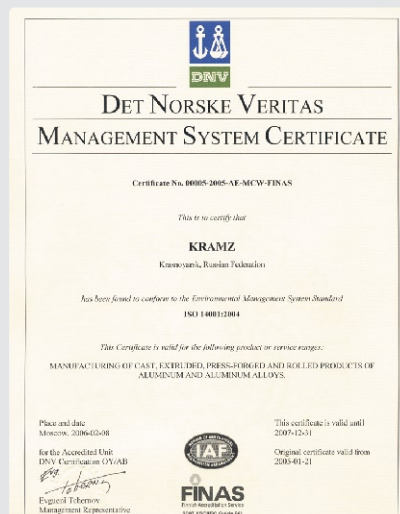 DNV
DET NORSKE VERITAS
MANAGEMENT SYSTEM CERTIFICATE
Certificate No. 00005-2005-AE-MCW-FINAS
This is to certify that
KRAMZ
Krasnoyarsk, Russian Federation
has been found to conform to the Environmental Management System Standard
ISO 14001:2004
This Certificate is valid for the following product or service ranges:
MANUFACTURING OF CAST, EXTRUDED, PRESS-FORGED AND ROLLED PRODUCTS OF
ALUMINUM AND ALUMINUM ALLOYS.
Place and date
Moscow, 2006-02-08
This certificate is valid until
2007-12-31
for the Accredited Unit
DNV Certification OY/AB
Original certificate valid from
2005-01-21
IAF
Evgueni Tchernov
Management Representative
FINAS
Finnish Accreditation Service